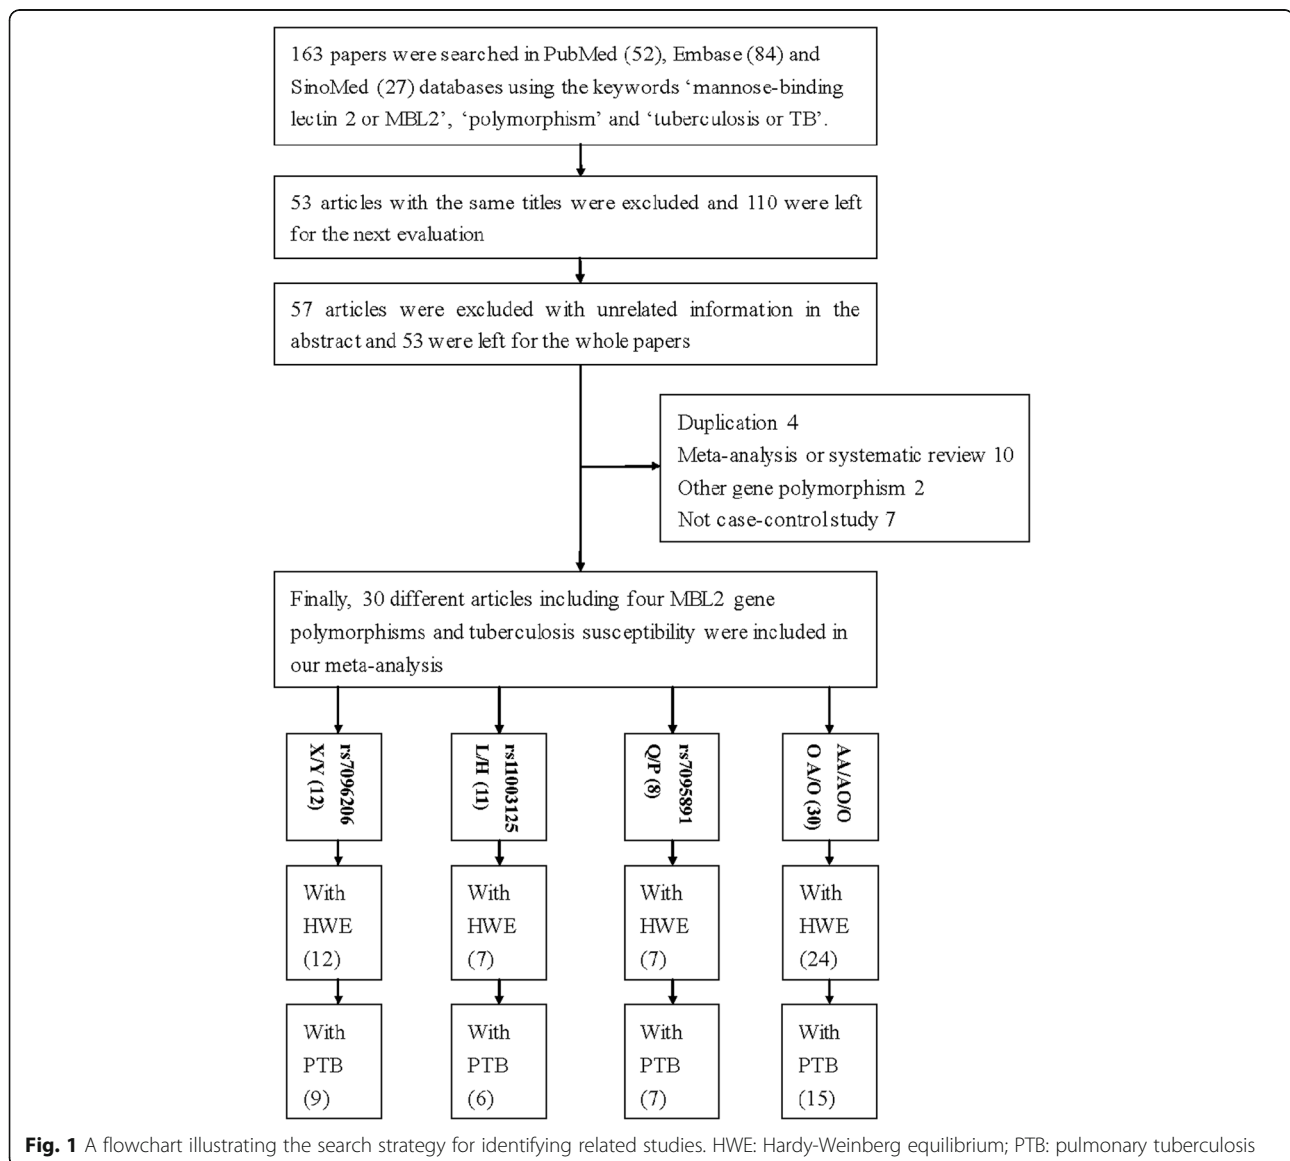 163 papers were searched in PubMed (52), Embase (84) and
SinoMed (27) databases using the keywords ‘mannose-binding
lectin 2 or MBL2’, ‘polymorphism’ and ‘tuberculosis or TB’.
53 articles with the same titles were excluded and 110 were left
for the next evaluation
57 articles were excluded with unrelated information in the
abstract and 53 were left for the whole papers
Duplication 4
Meta-analysis or systematic review 10
Other gene polymorphism 2
Not case-control study 7
Finally, 30 different articles including four MBL2 gene
polymorphisms and tuberculosis susceptibility were included in
our meta-analysis
rs7096206
X/Y (12)
rs11003125
L/H (11)
rs7095891
Q/P (8)
AA/AO/O
O A/O (30)
With
HWE
(12)
With
HWE
(7)
With
HWE
(7)
With
HWE
(24)
With
PTB
(9)
With
PTB
(6)
With
PTB
(7)
With
PTB
(15)
Fig. 1 A flowchart illustrating the search strategy for identifying related studies. HWE: Hardy-Weinberg equilibrium; PTB: pulmonary tuberculosis